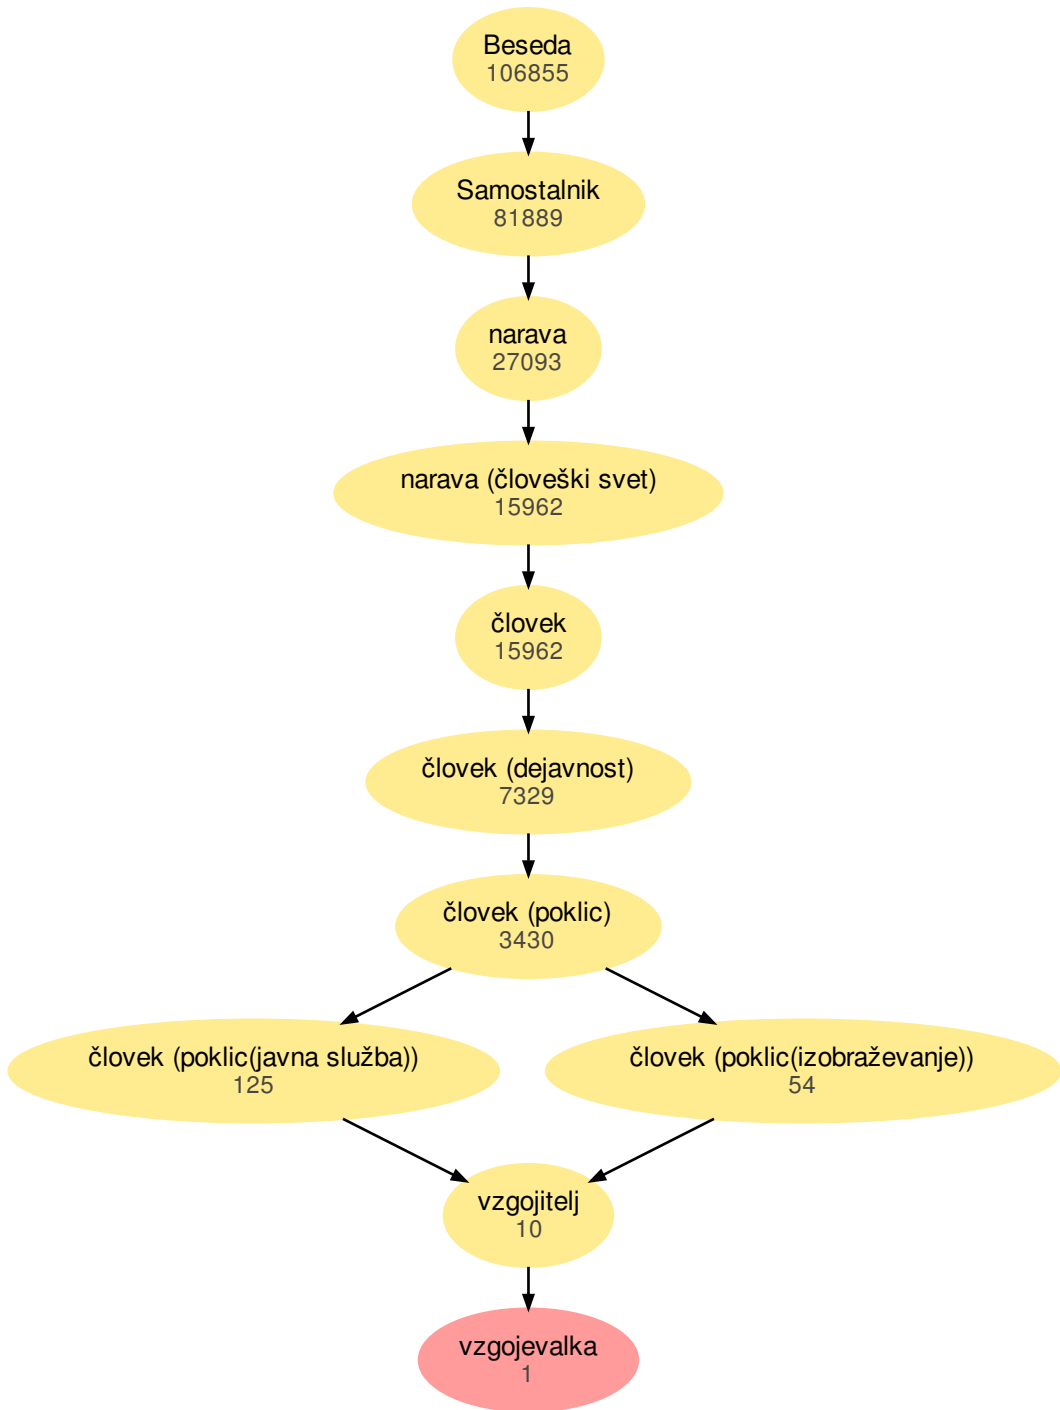 Beseda
106855
Samostalnik
81889
narava
27093
narava (človeški svet)
15962
človek
15962
človek (dejavnost)
7329
človek (poklic)
3430
človek (poklic(javna služba))
125
človek (poklic(izobraževanje))
54
vzgojitelj
10
vzgojevalka
1